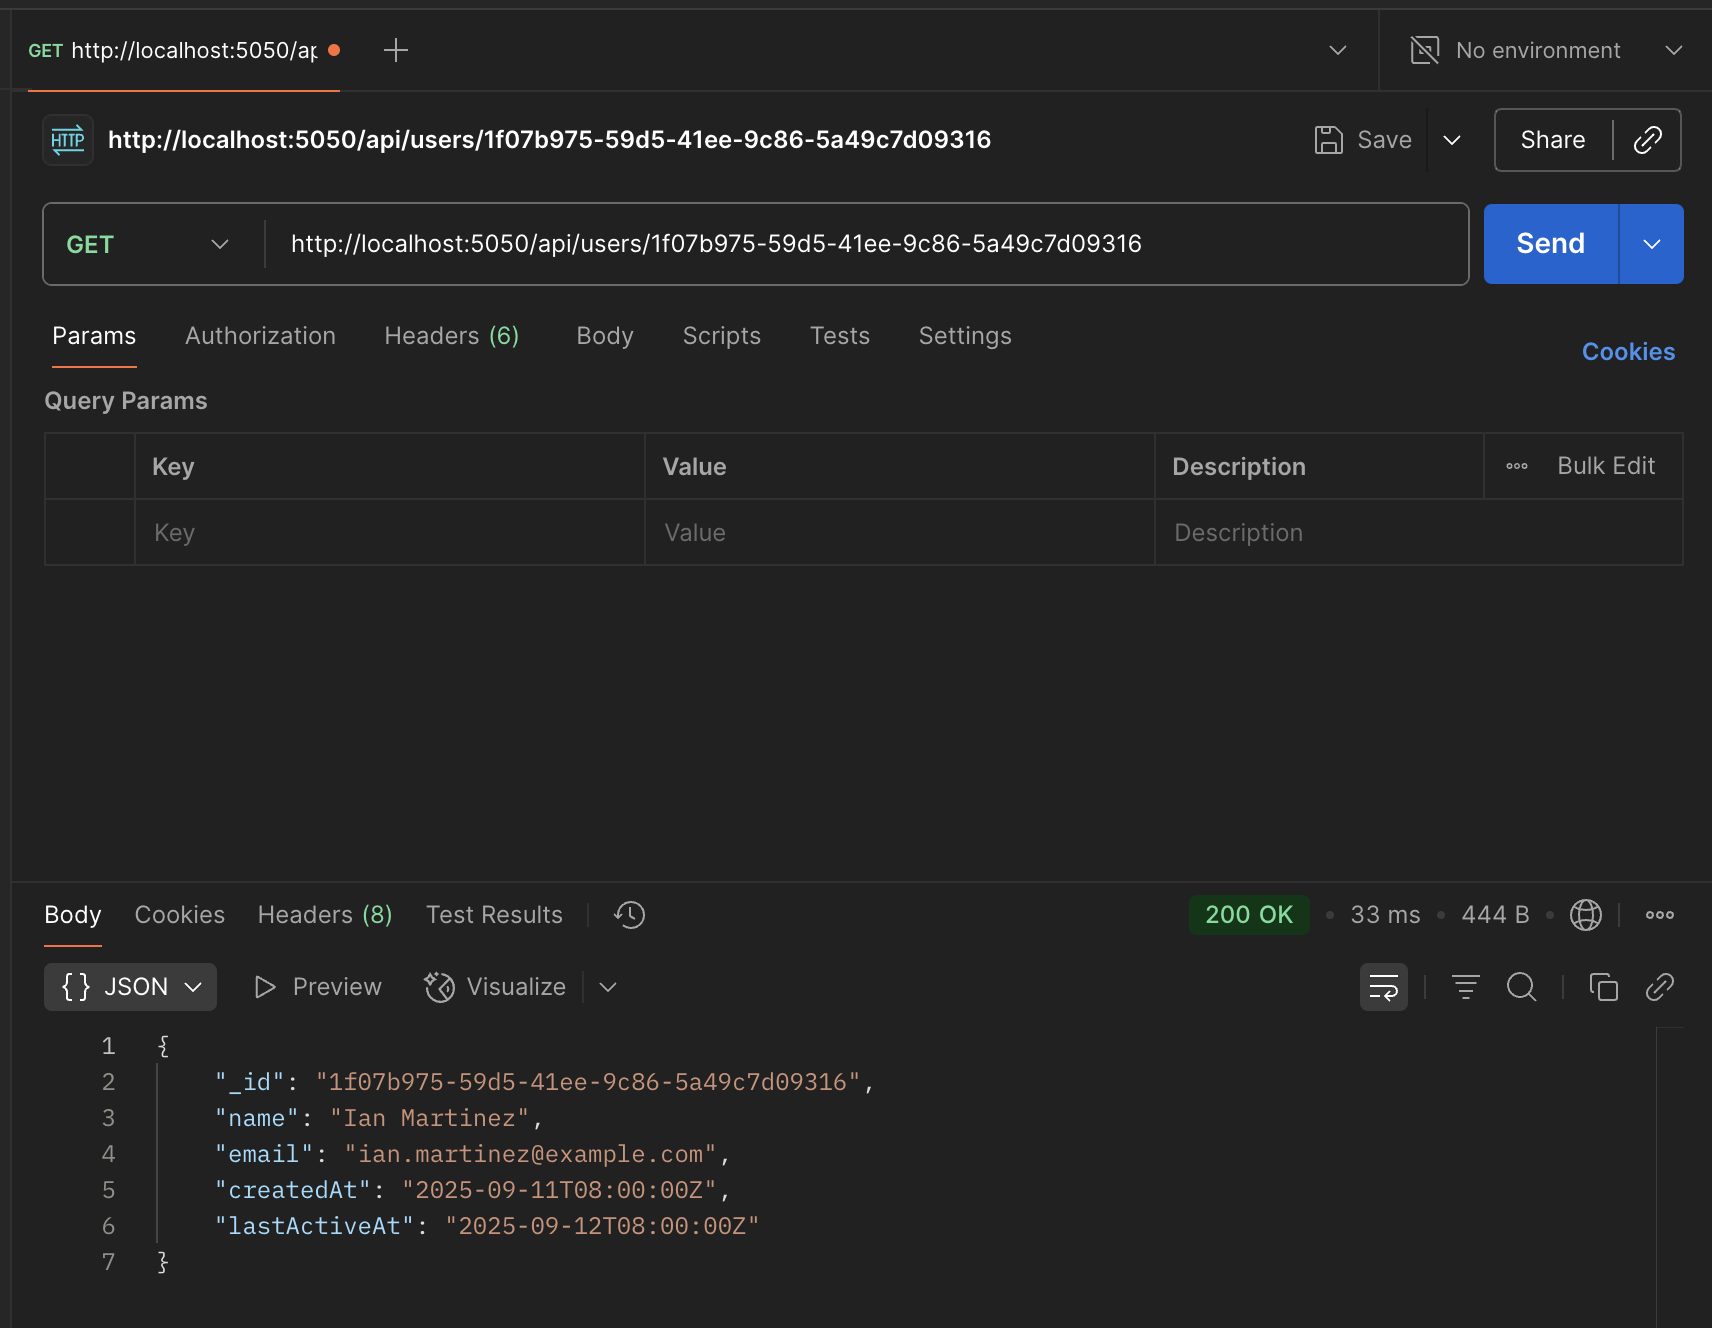 GET http://localhost:5050/ap
No environment
HTTP http://localhost:5050/api/users/1f07b975-59d5-41ee-9c86-5a49c7d09316 Save Share
GET http://localhost:5050/api/users/1f07b975-59d5-41ee-9c86-5a49c7d09316 Send
Params Authorization Headers (6) Body Scripts Tests Settings Cookies
Query Params
Key Value Description Bulk Edit
Key Value Description
Body Cookies Headers (8) Test Results 200 OK 33 ms 444 B
{} JSON Preview Visualize
1 {
2 "_id": "1f07b975-59d5-41ee-9c86-5a49c7d09316",
3 "name": "Ian Martinez",
4 "email": "ian.martinez@example.com",
5 "createdAt": "2025-09-11T08:00:00Z",
6 "lastActiveAt": "2025-09-12T08:00:00Z"
7 }